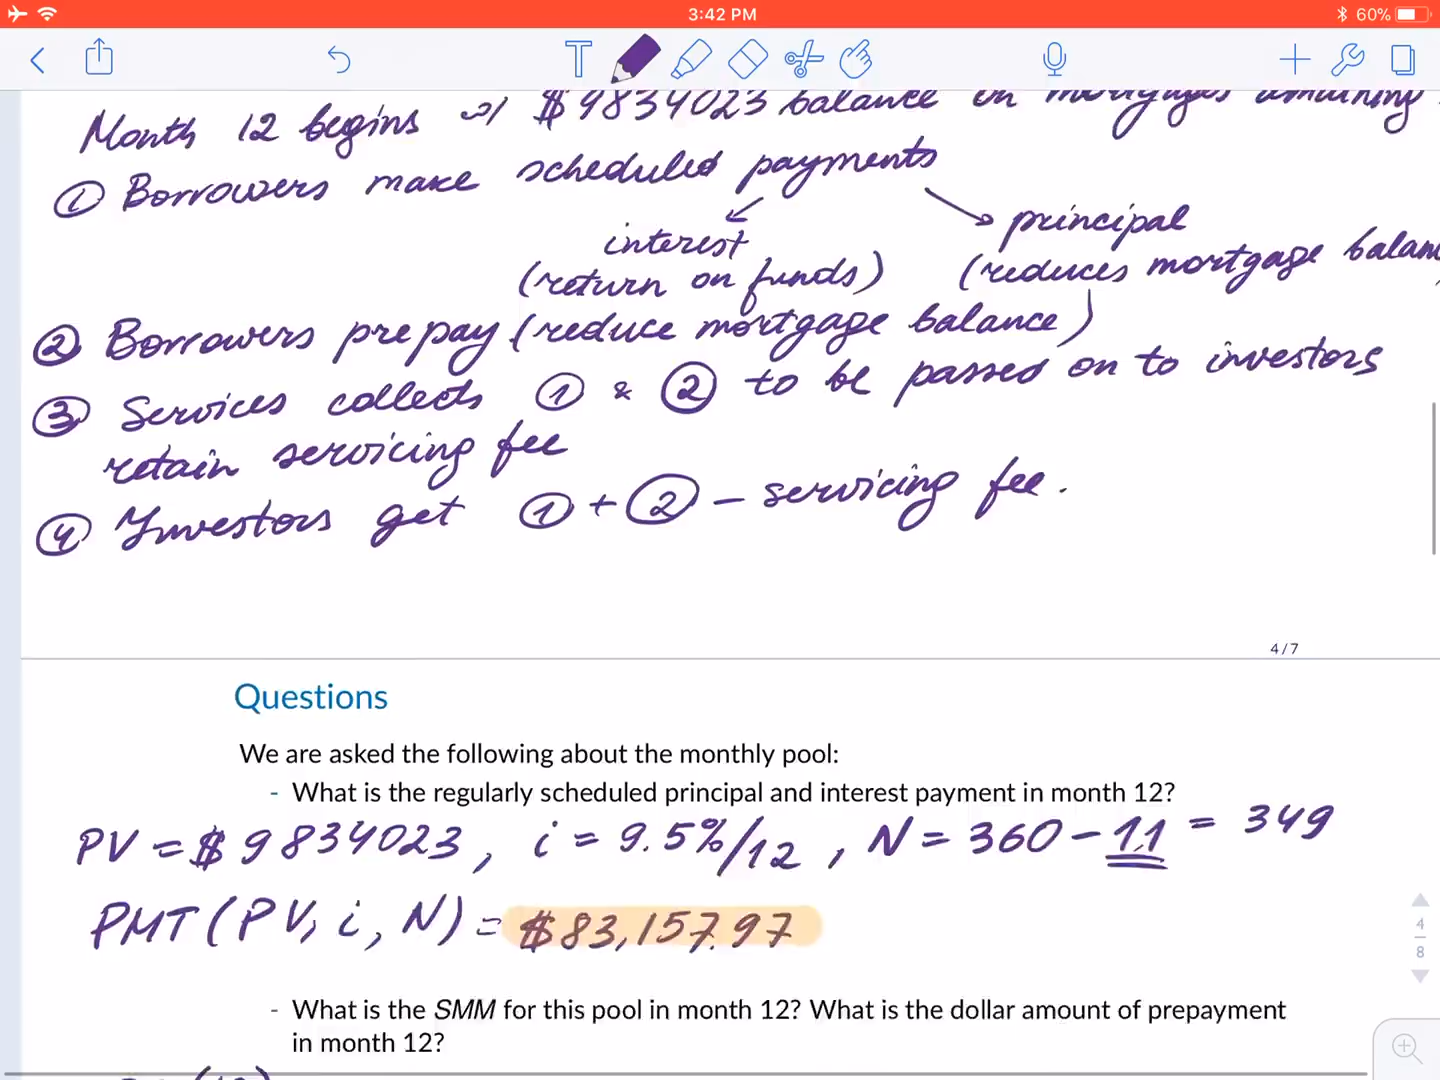 3:42 PM
60%
Month 12 begins w/ $9834023 balance on mortgages remaining
① Borrowers make scheduled payments
interest
principal
(return on funds)
(reduces mortgage balan
② Borrowers prepay (reduce mortgage balance)
③ Services collects ① & ② to be passed on to investors
retain servicing fee
④ Investors get ① + ② – servicing fee.
4 / 7
Questions
We are asked the following about the monthly pool:
- What is the regularly scheduled principal and interest payment in month 12?
PV = $9834023, i = 9.5%/12, N = 360 – 11 = 349
PMT(PV, i, N) = $83,157.97
4
8
- What is the SMM for this pool in month 12? What is the dollar amount of prepayment
in month 12?